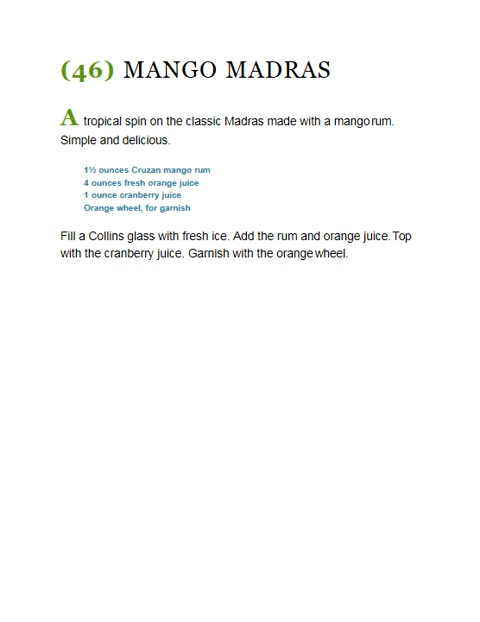 (46) MANGO MADRAS
A tropical spin on the classic Madras made with a mango rum.
Simple and delicious.
1½ ounces Cruzan mango rum
4 ounces fresh orange juice
1 ounce cranberry juice
Orange wheel, for garnish
Fill a Collins glass with fresh ice. Add the rum and orange juice. Top
with the cranberry juice. Garnish with the orange wheel.